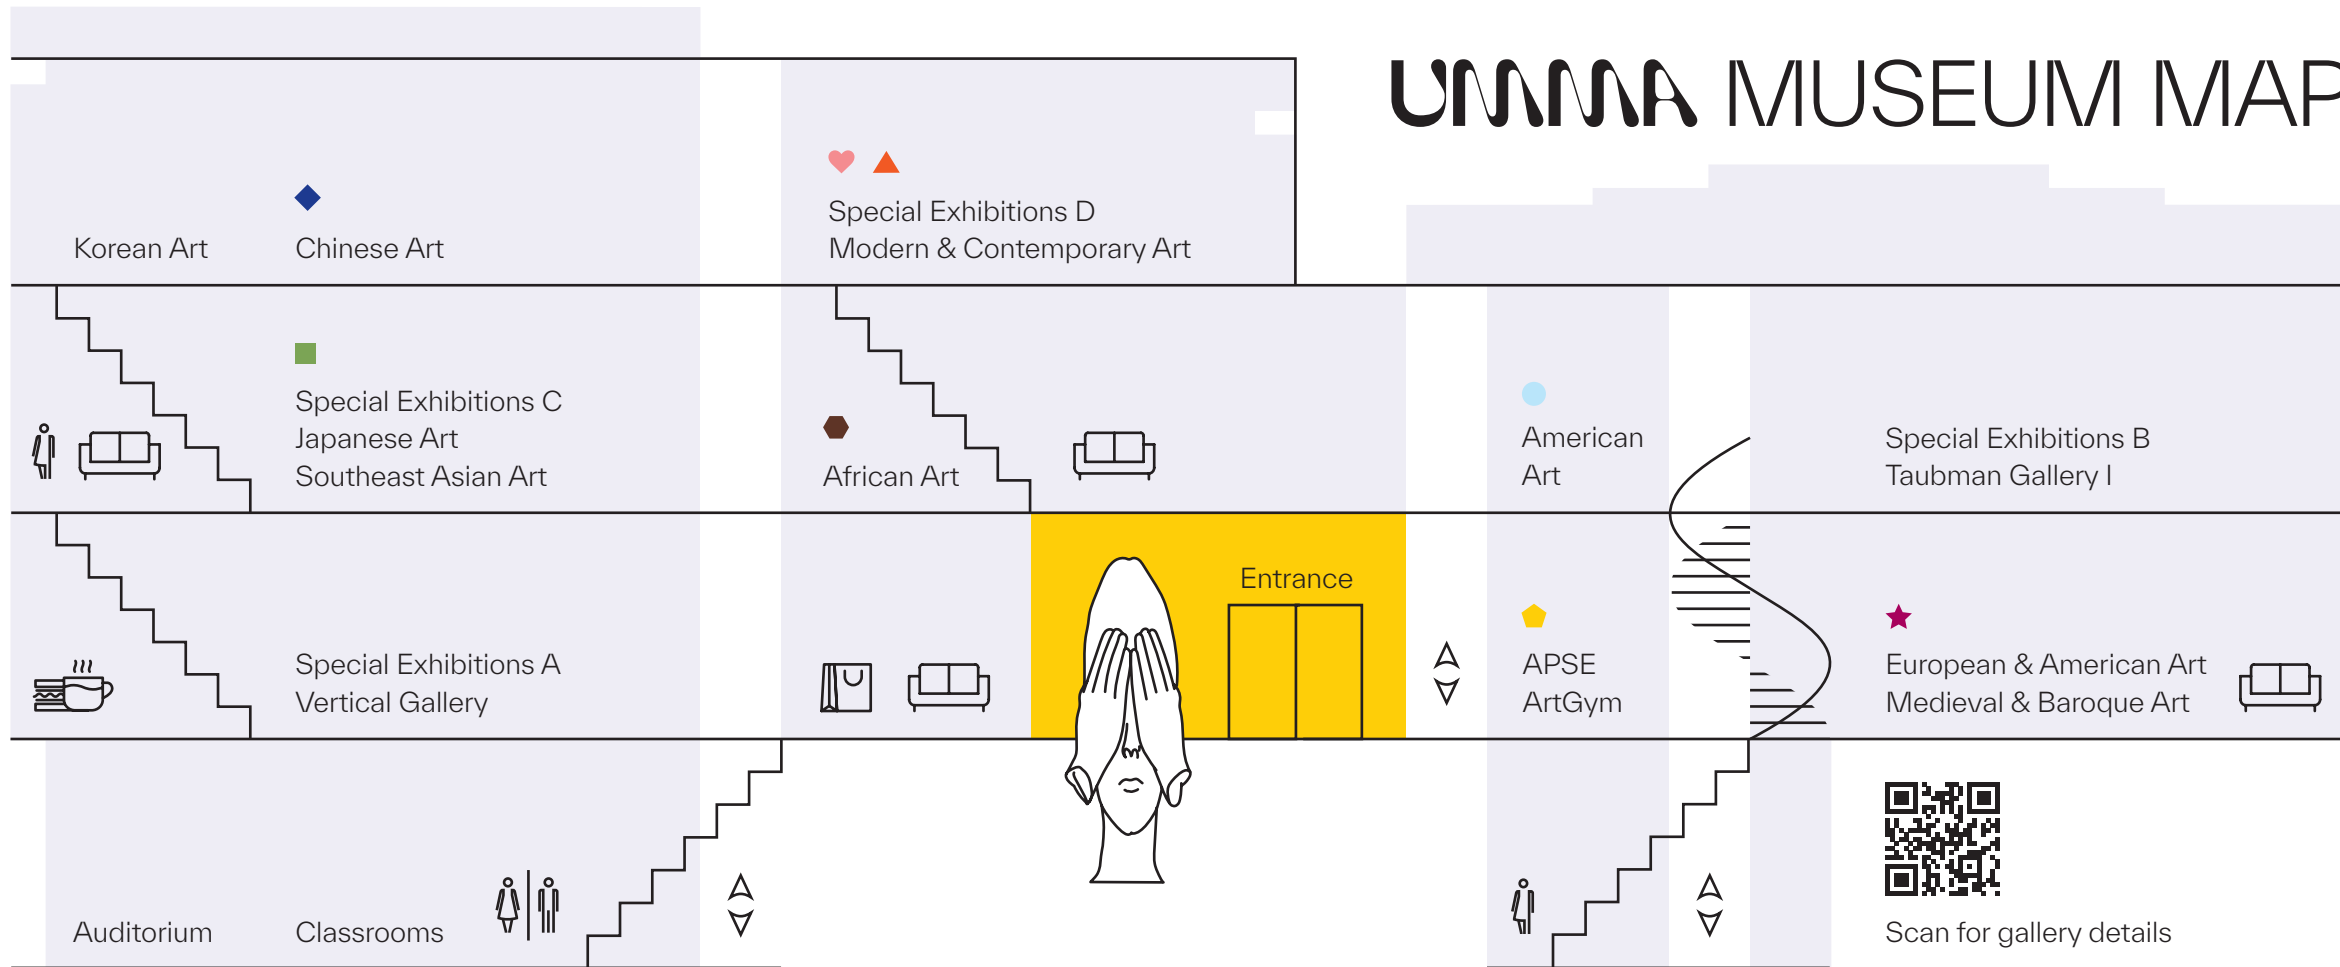 UMMA MUSEUM MAP
Korean Art
Chinese Art
Special Exhibitions D
Modern & Contemporary Art
Special Exhibitions C
Japanese Art
Southeast Asian Art
African Art
American
Art
Special Exhibitions B
Taubman Gallery I
Special Exhibitions A
Vertical Gallery
Entrance
APSE
ArtGym
European & American Art
Medieval & Baroque Art
Auditorium
Classrooms
Scan for gallery details